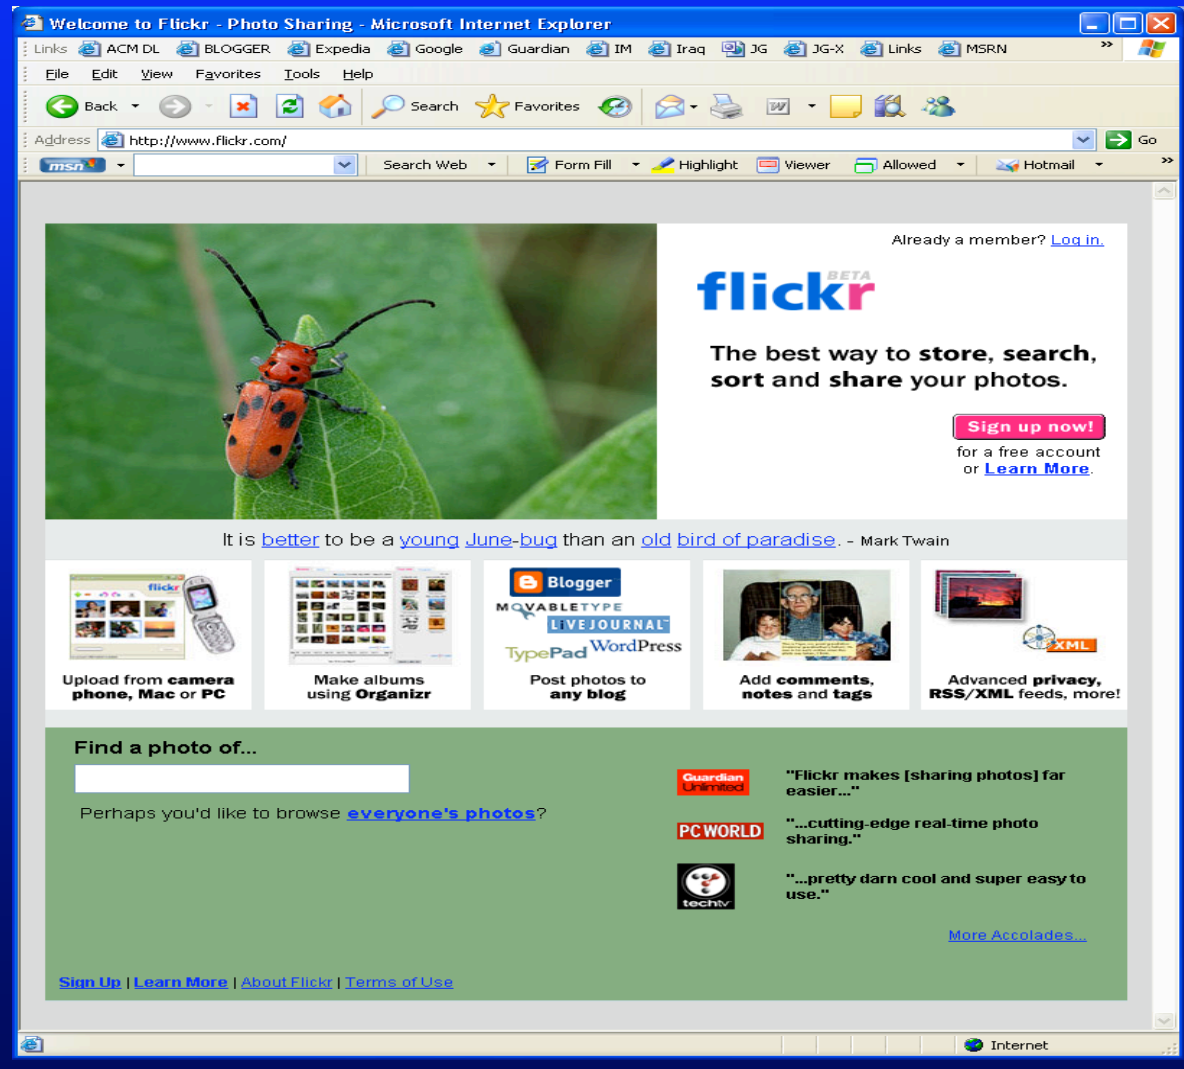 Welcome to Flickr - Photo Sharing - Microsoft Internet Explorer
Links ACM DL BLOGGER Expedia Google Guardian IM Iraq JG JG-X Links MSRN »
File Edit View Favorites Tools Help
Back Search Favorites
Address http://www.flickr.com/ Go
msn Search Web Form Fill Highlight Viewer Allowed Hotmail »
Already a member? Log in.
flickr BETA
The best way to store, search,
sort and share your photos.
Sign up now!
for a free account
or Learn More.
It is better to be a young June-bug than an old bird of paradise. - Mark Twain
flickr
Blogger
MOVABLETYPE
LiVEJOURNAL
TypePad WordPress
XML
Upload from camera
phone, Mac or PC
Make albums
using Organizr
Post photos to
any blog
Add comments,
notes and tags
Advanced privacy,
RSS/XML feeds, more!
Find a photo of...
Perhaps you'd like to browse everyone's photos?
Guardian
Unlimited
"Flickr makes [sharing photos] far
easier..."
PC WORLD
"...cutting-edge real-time photo
sharing."
techtv
"...pretty darn cool and super easy to
use."
More Accolades...
Sign Up | Learn More | About Flickr | Terms of Use
Internet